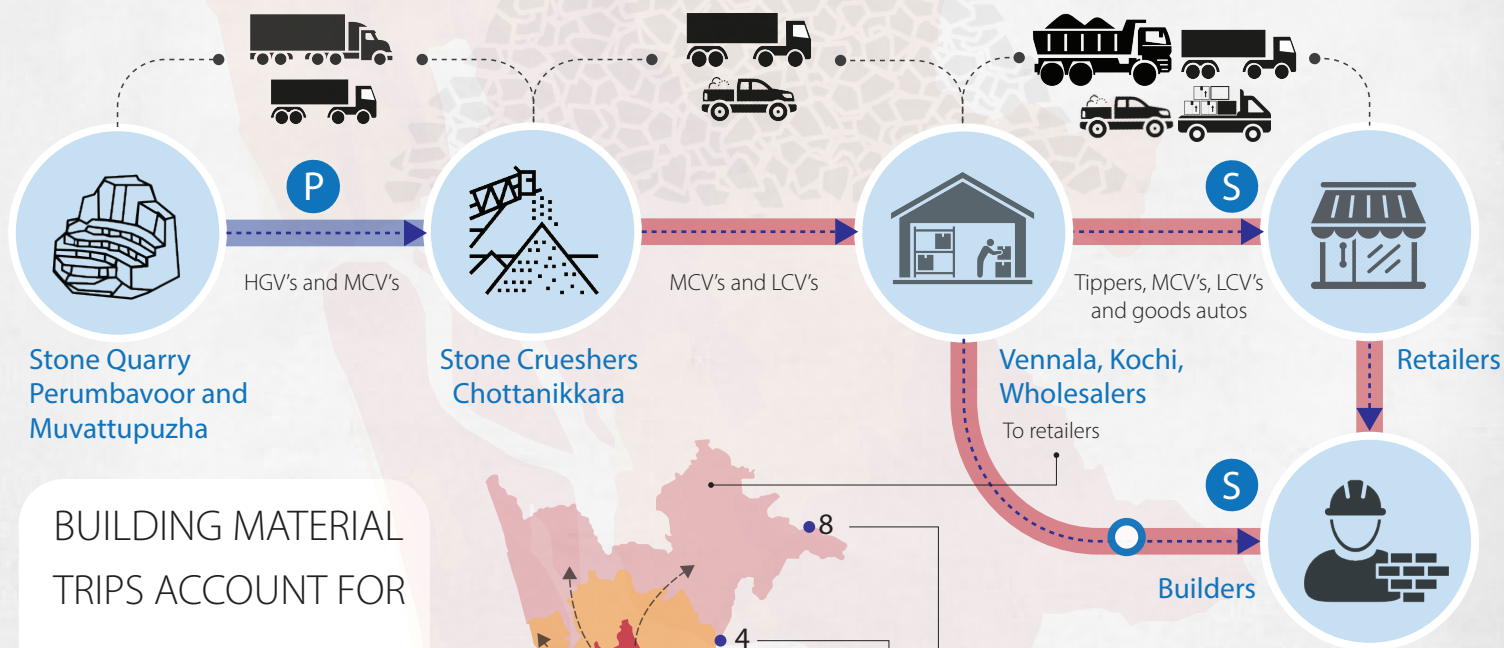 P
S
HGV's and MCV's
MCV's and LCV's
Tippers, MCV's, LCV's
and goods autos
Stone Quarry
Perumbavoor and
Muvattupuzha
Stone Crueshers
Chottanikkara
Vennala, Kochi,
Wholesalers
Retailers
To retailers
S
Builders
BUILDING MATERIAL
TRIPS ACCOUNT FOR
8
4